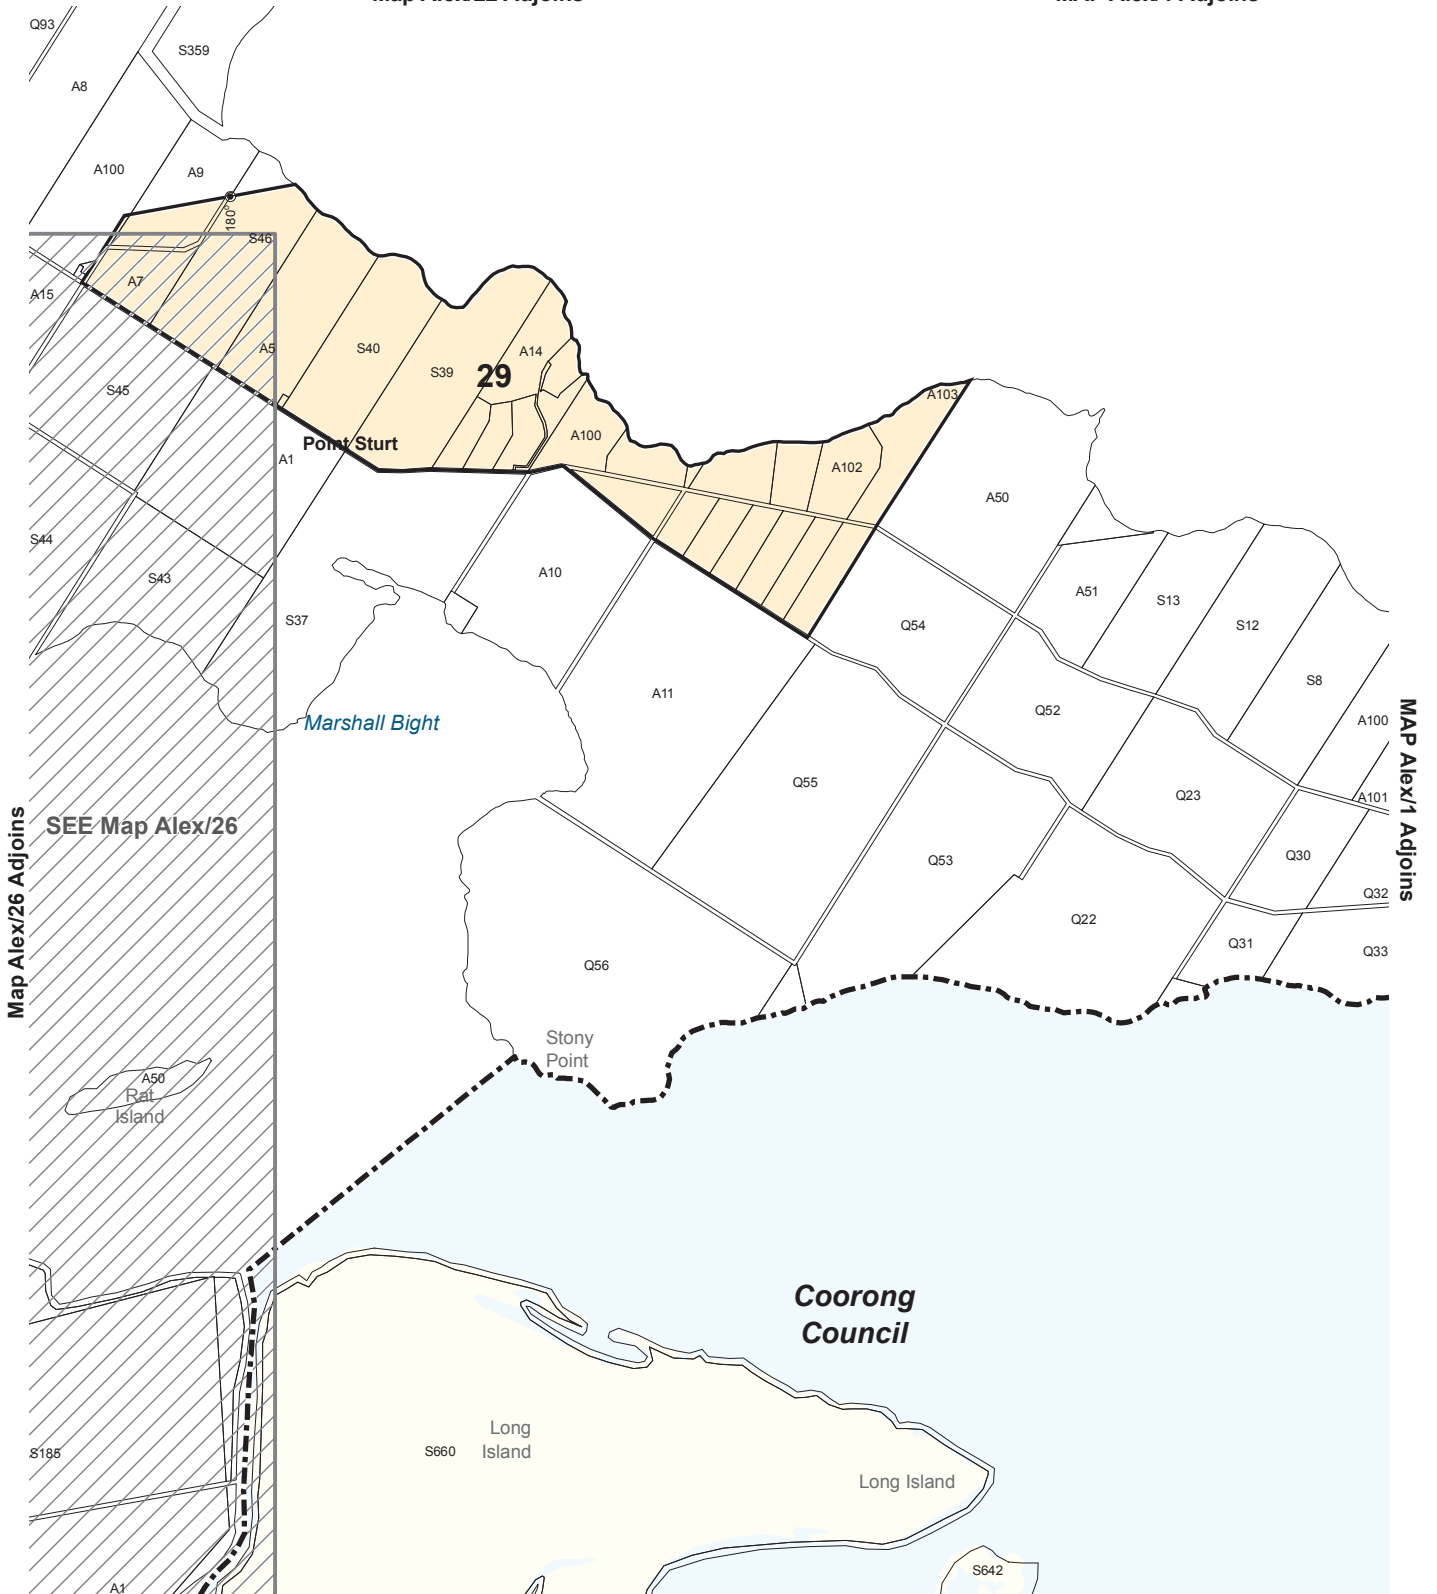 Q93
S359
A8
A100
A9
180°
S46
A7
A15
A5
S40
S39
A14
29
S45
A103
A100
A102
Point Sturt
A1
A50
S44
S43
A10
A51
S13
S12
S37
Q54
A11
S8
Marshall Bight
Q52
A100
MAP Alex/1 Adjoins
Q55
Q23
A101
SEE Map Alex/26
Map Alex/26 Adjoins
Q53
Q30
Q32
Q22
Q31
Q33
Q56
Stony
Point
A50
Rat
Island
Coorong
Council
Long
Island
S660
S185
Long Island
S642
A1